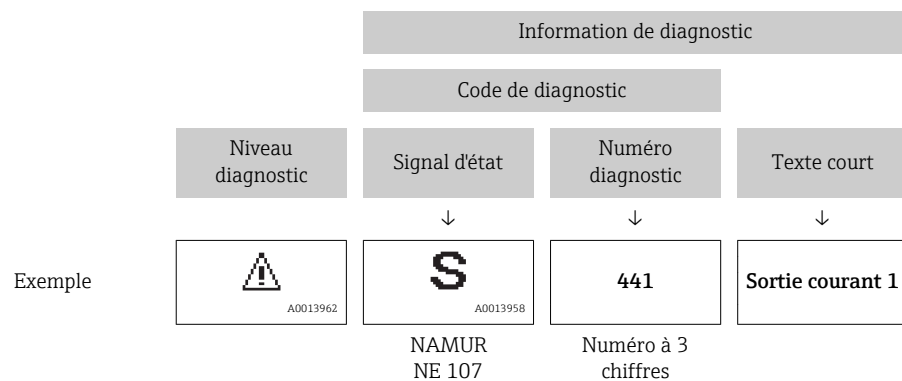 Information de diagnostic
Code de diagnostic
Niveau
diagnostic
Signal d'état
Numéro
diagnostic
Texte court
↓ ↓ ↓
Exemple
A0013962
S
A0013958
441
Sortie courant 1
NAMUR
NE 107
Numéro à 3
chiffres